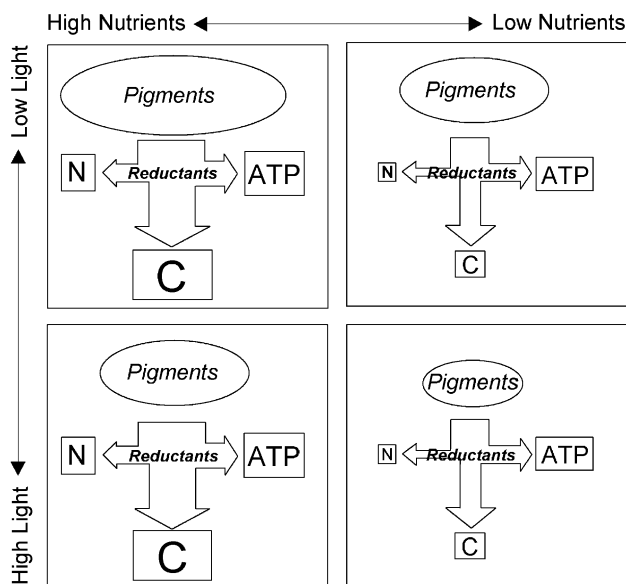 High Nutrients Low Nutrients
Low Light
High Light
Pigments
N Reductants ATP
C
Pigments
N Reductants ATP
C
Pigments
N Reductants ATP
C
Pigments
N Reductants ATP
C